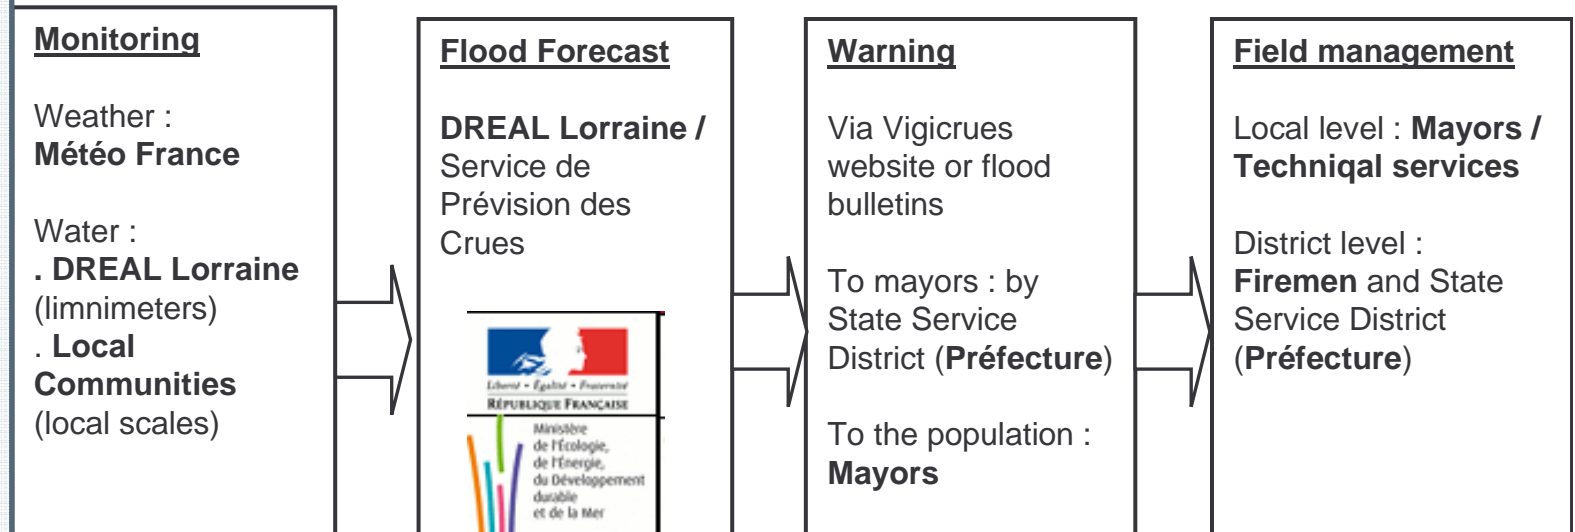 Monitoring
Weather :
Météo France
Water :
. DREAL Lorraine
(limnimeters)
. Local
Communities
(local scales)
Flood Forecast
DREAL Lorraine /
Service de
Prévision des
Crues
Liberté • Égalité • Fraternité
RÉPUBLIQUE FRANÇAISE
Ministère
de l'Écologie,
de l'Énergie,
du Développement
durable
et de la Mer
Warning
Via Vigicrues
website or flood
bulletins
To mayors : by
State Service
District (Préfecture)
To the population :
Mayors
Field management
Local level : Mayors /
Techniqal services
District level :
Firemen and State
Service District
(Préfecture)